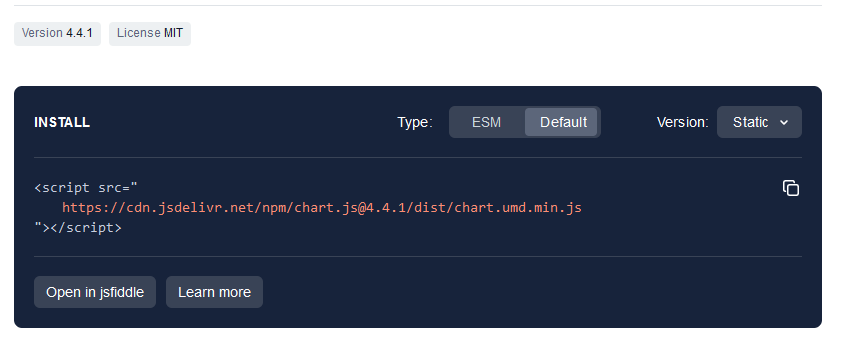 Version 4.4.1 License MIT
INSTALL Type: ESM Default Version: Static
<script src="
https://cdn.jsdelivr.net/npm/chart.js@4.4.1/dist/chart.umd.min.js
"></script>
Open in jsfiddle Learn more